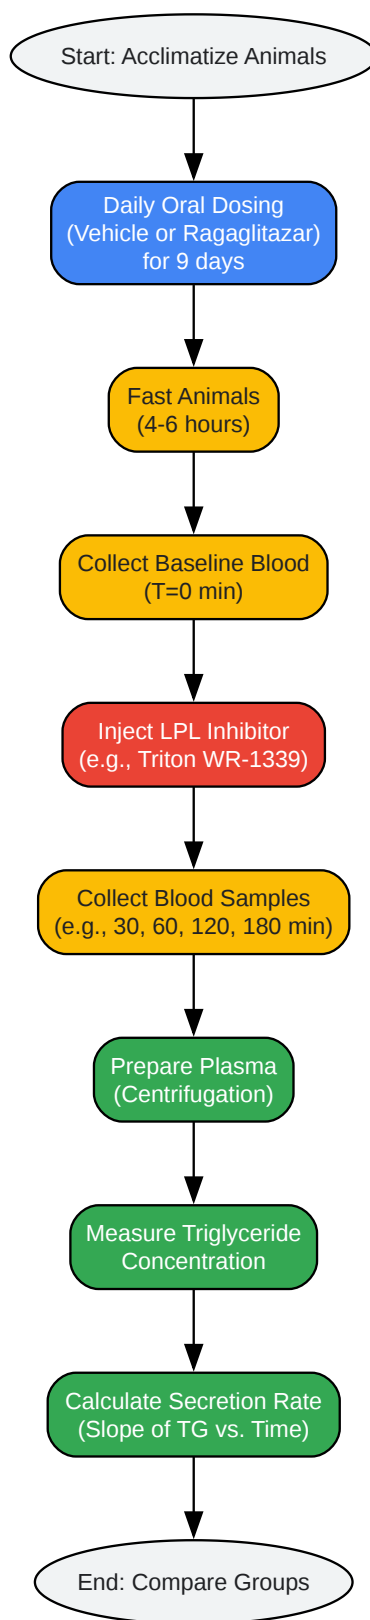 Start: Acclimatize Animals
Daily Oral Dosing
(Vehicle or Ragaglitazar)
for 9 days
Fast Animals
(4-6 hours)
Collect Baseline Blood
(T=0 min)
Inject LPL Inhibitor
(e.g., Triton WR-1339)
Collect Blood Samples
(e.g., 30, 60, 120, 180 min)
Prepare Plasma
(Centrifugation)
Measure Triglyceride
Concentration
Calculate Secretion Rate
(Slope of TG vs. Time)
End: Compare Groups